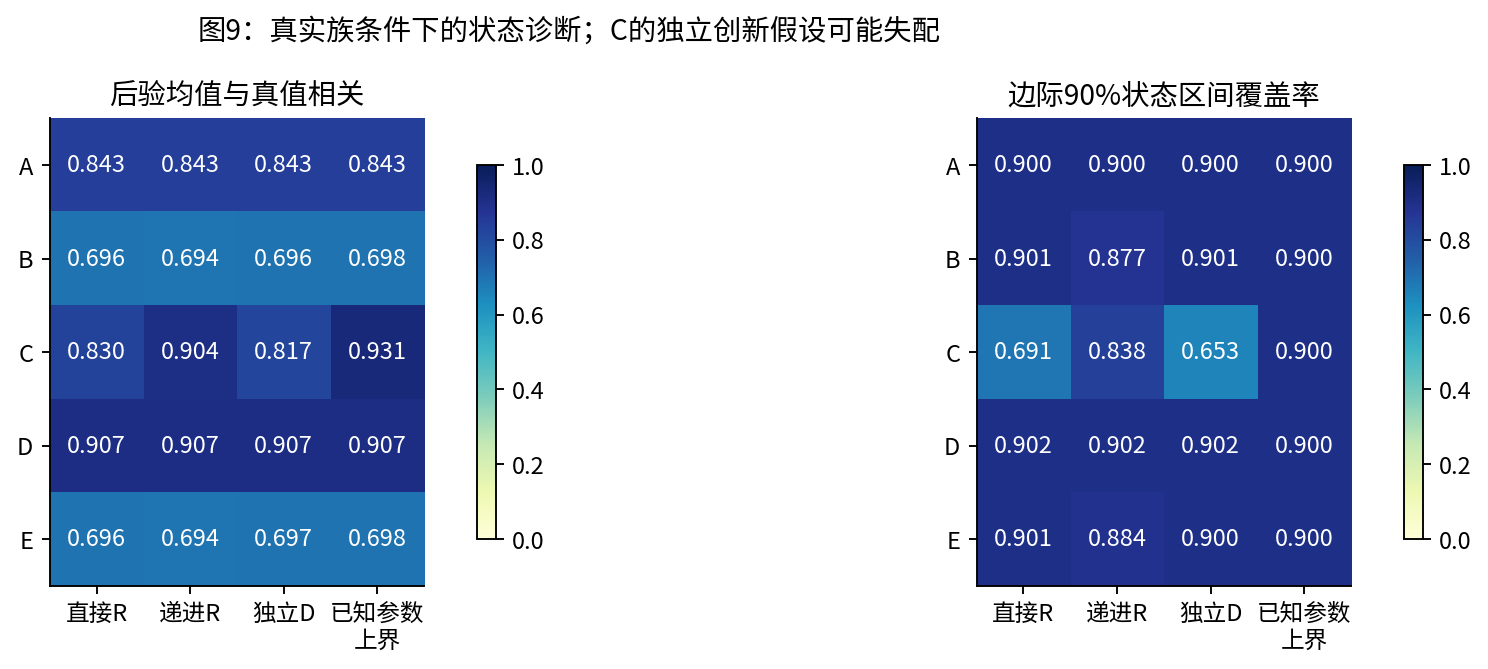 图9：真实族条件下的状态诊断；C的独立创新假设可能失配
后验均值与真值相关
A 0.843 0.843 0.843 0.843
B 0.696 0.694 0.696 0.698
C 0.830 0.904 0.817 0.931
D 0.907 0.907 0.907 0.907
E 0.696 0.694 0.697 0.698
直接R 递进R 独立D 已知参数
上界
1.0
0.8
0.6
0.4
0.2
0.0
边际90%状态区间覆盖率
A 0.900 0.900 0.900 0.900
B 0.901 0.877 0.901 0.900
C 0.691 0.838 0.653 0.900
D 0.902 0.902 0.902 0.900
E 0.901 0.884 0.900 0.900
直接R 递进R 独立D 已知参数
上界
1.0
0.8
0.6
0.4
0.2
0.0